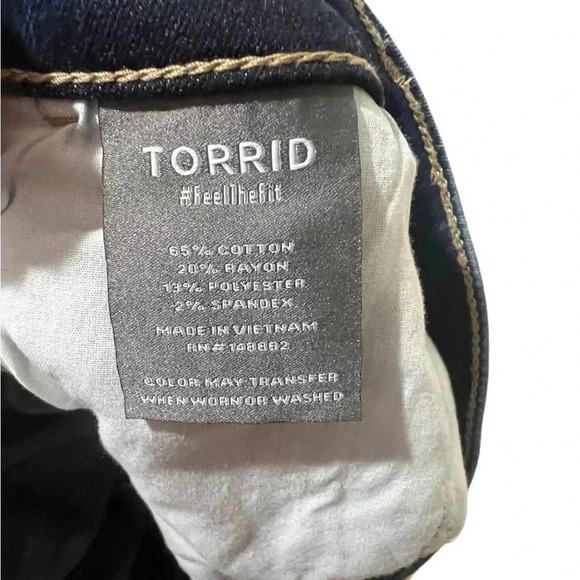 TORRID
#FeelTheFit
65% COTTON
20% RAYON
13% POLYESTER
2% SPANDEX
MADE IN VIETNAM
RN# 148862
COLOR MAY TRANSFER
WHEN WORN OR WASHED